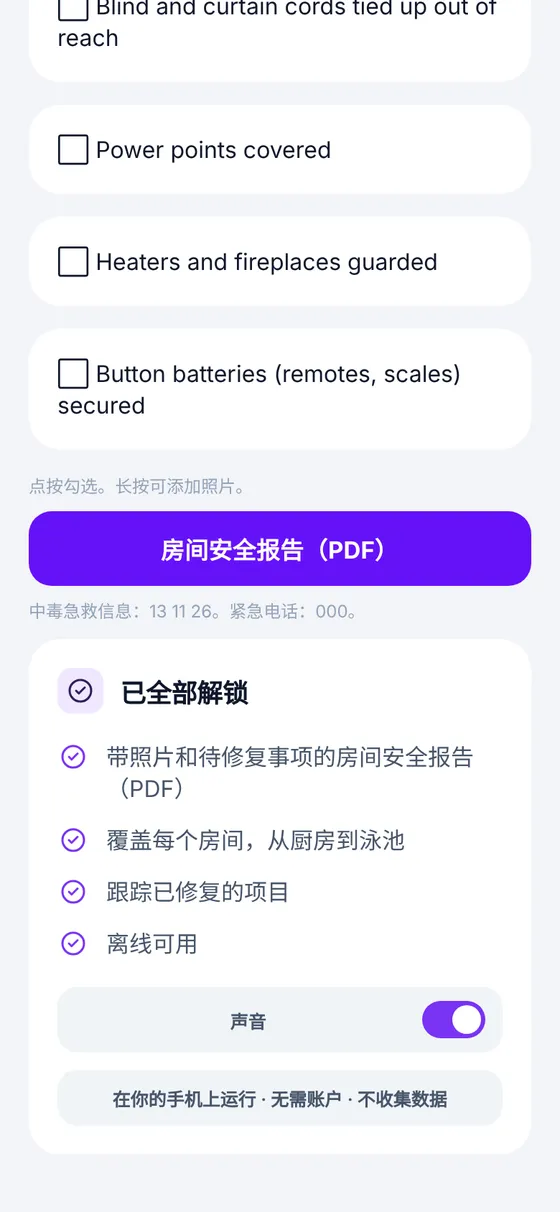 Blind and curtain cords tied up out of
reach
Power points covered
Heaters and fireplaces guarded
Button batteries (remotes, scales)
secured
点按勾选。长按可添加照片。
房间安全报告（PDF）
中毒急救信息：13 11 26。紧急电话：000。
已全部解锁
带照片和待修复事项的房间安全报告
（PDF）
覆盖每个房间，从厨房到泳池
跟踪已修复的项目
离线可用
声音
在你的手机上运行 · 无需账户 · 不收集数据